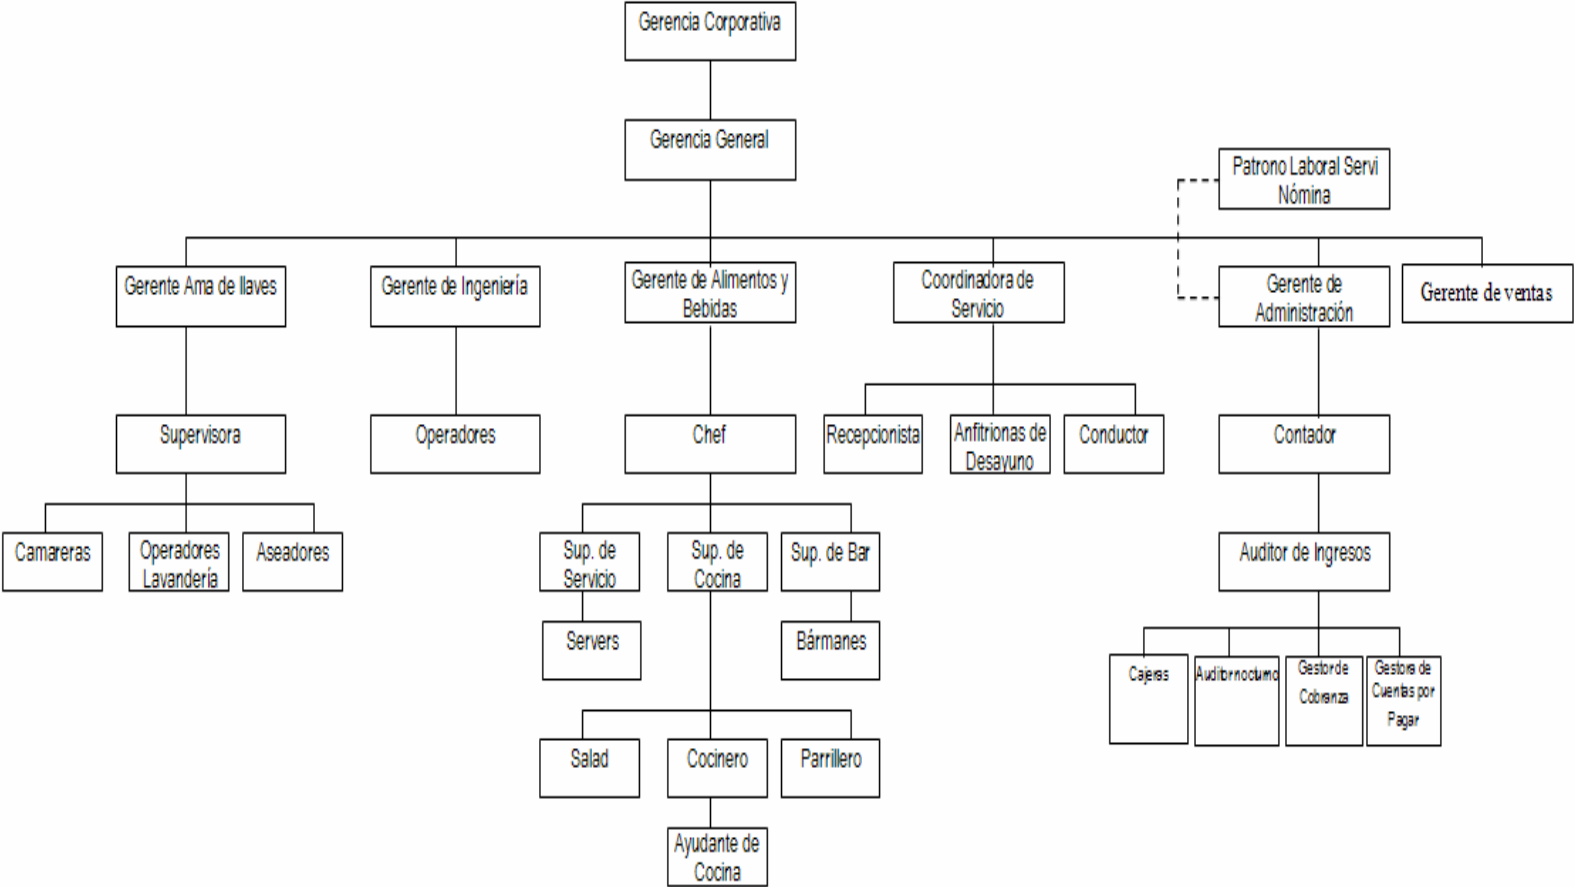 Gerencia Corporativa
Gerencia General
Patrono Laboral Servi
Nómina
Gerente Ama de llaves
Gerente de Ingeniería
Gerente de Alimentos y
Bebidas
Coordinadora de
Servicio
Gerente de
Administración
Gerente de ventas
Supervisora
Operadores
Chef
Recepcionista
Anfitrionas de
Desayuno
Conductor
Contador
Camareras
Operadores
Lavandería
Aseadores
Sup. de
Servicio
Sup. de
Cocina
Sup. de Bar
Auditor de Ingresos
Servers
Bármanes
Cajeras
Auditor nocturno
Gestor de
Cobranza
Gestora de
Cuentas por
Pagar
Salad
Cocinero
Parrillero
Ayudante de
Cocina